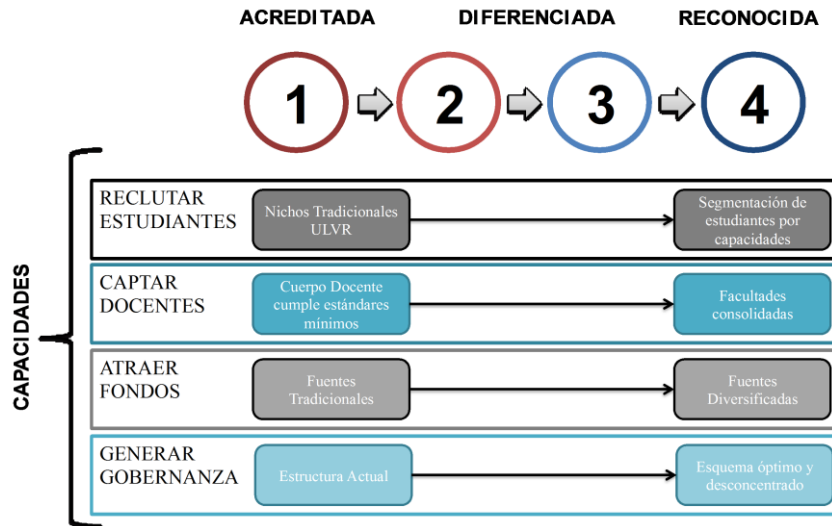 ACREDITADA DIFERENCIADA RECONOCIDA
1 2 3 4
CAPACIDADES
RECLUTAR
ESTUDIANTES
Nichos Tradicionales
ULVR
Segmentación de
estudiantes por
capacidades
CAPTAR
DOCENTES
Cuerpo Docente
cumple estándares
mínimos
Facultades
consolidadas
ATRAER
FONDOS
Fuentes
Tradicionales
Fuentes
Diversificadas
GENERAR
GOBERNANZA
Estructura Actual
Esquema óptimo y
desconcentrado